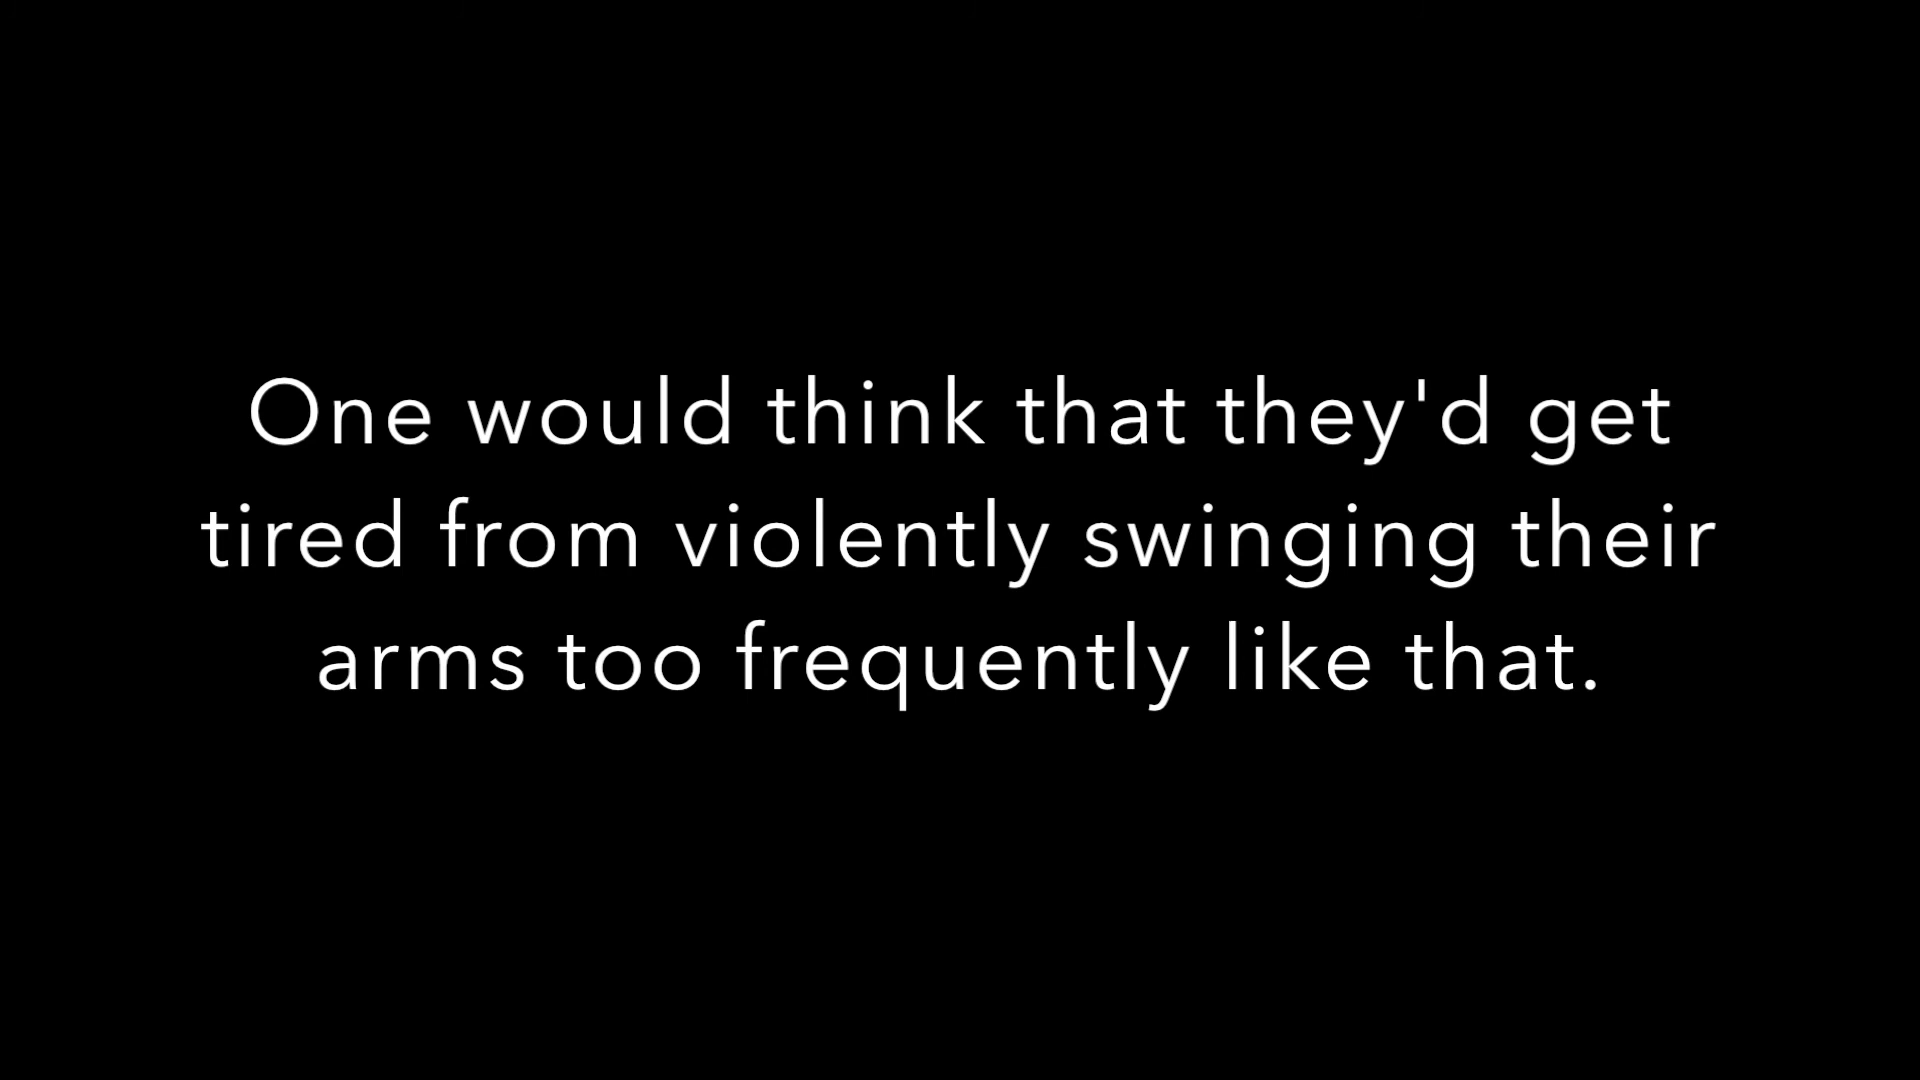 One would think that they'd get
tired from violently swinging their
arms too frequently like that.